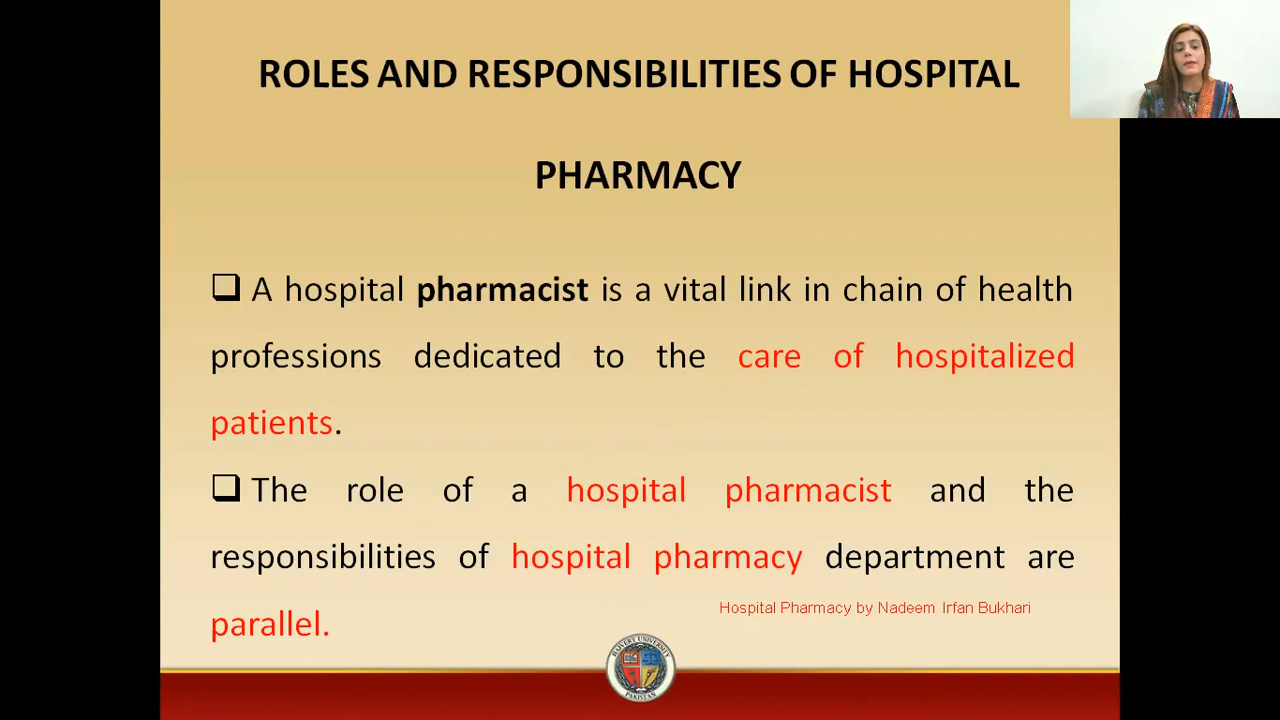 ROLES AND RESPONSIBILITIES OF HOSPITAL
PHARMACY
A hospital pharmacist is a vital link in chain of health
professions dedicated to the care of hospitalized
patients.
The role of a hospital pharmacist and the
responsibilities of hospital pharmacy department are
parallel.
Hospital Pharmacy by Nadeem Irfan Bukhari
PAKISTAN